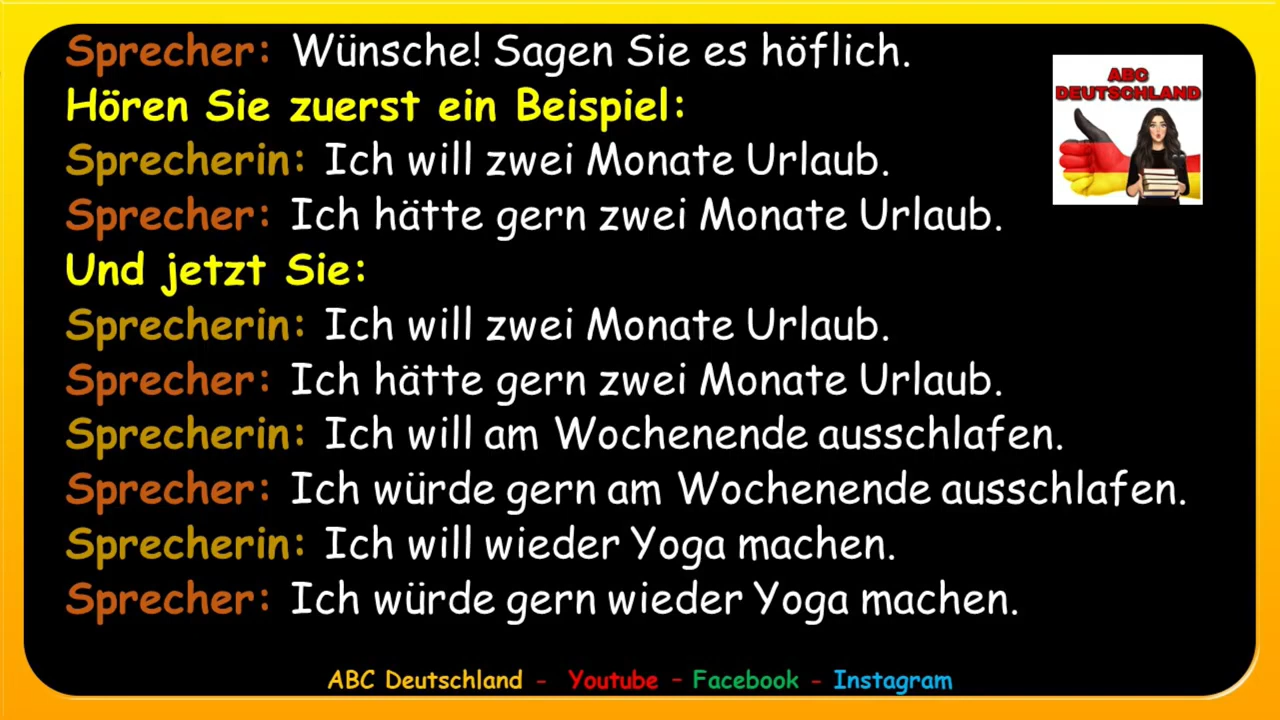 Sprecher: Wünsche! Sagen Sie es höflich.
ABC
DEUTSCHLAND
Hören Sie zuerst ein Beispiel:
Sprecherin: Ich will zwei Monate Urlaub.
Sprecher: Ich hätte gern zwei Monate Urlaub.
Und jetzt Sie:
Sprecherin: Ich will zwei Monate Urlaub.
Sprecher: Ich hätte gern zwei Monate Urlaub.
Sprecherin: Ich will am Wochenende ausschlafen.
Sprecher: Ich würde gern am Wochenende ausschlafen.
Sprecherin: Ich will wieder Yoga machen.
Sprecher: Ich würde gern wieder Yoga machen.
ABC Deutschland - Youtube - Facebook - Instagram